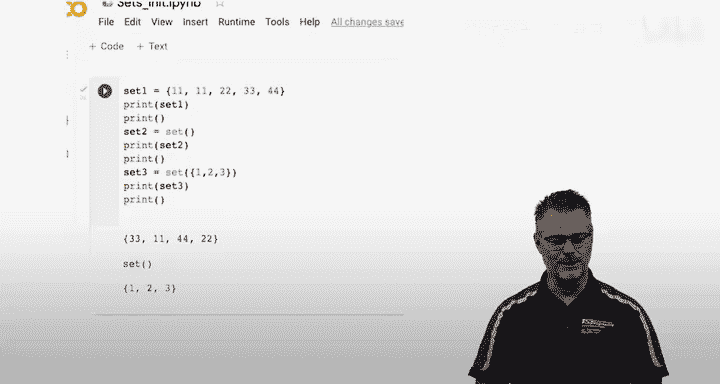 Sets_init.ipynb
File Edit View Insert Runtime Tools Help All changes save
+ Code + Text
set1 = {11, 11, 22, 33, 44}
print(set1)
print()
set2 = set()
print(set2)
print()
set3 = set({1,2,3})
print(set3)
print()
{33, 11, 44, 22}
set()
{1, 2, 3}